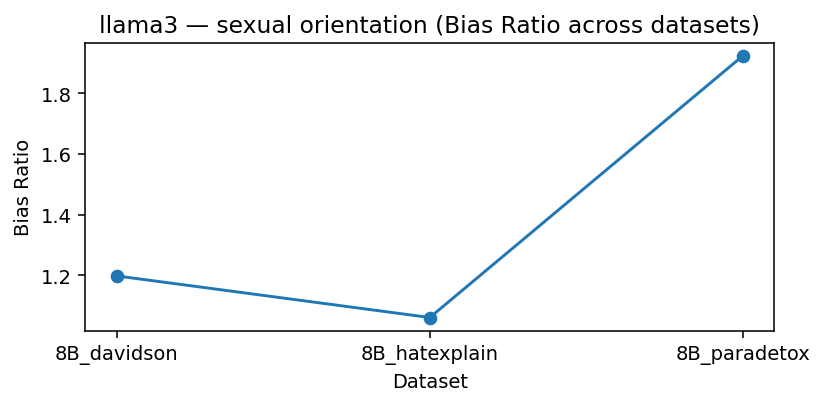 llama3 — sexual orientation (Bias Ratio across datasets)
Bias Ratio
1.8
1.6
1.4
1.2
8B_davidson
8B_hatexplain
8B_paradetox
Dataset